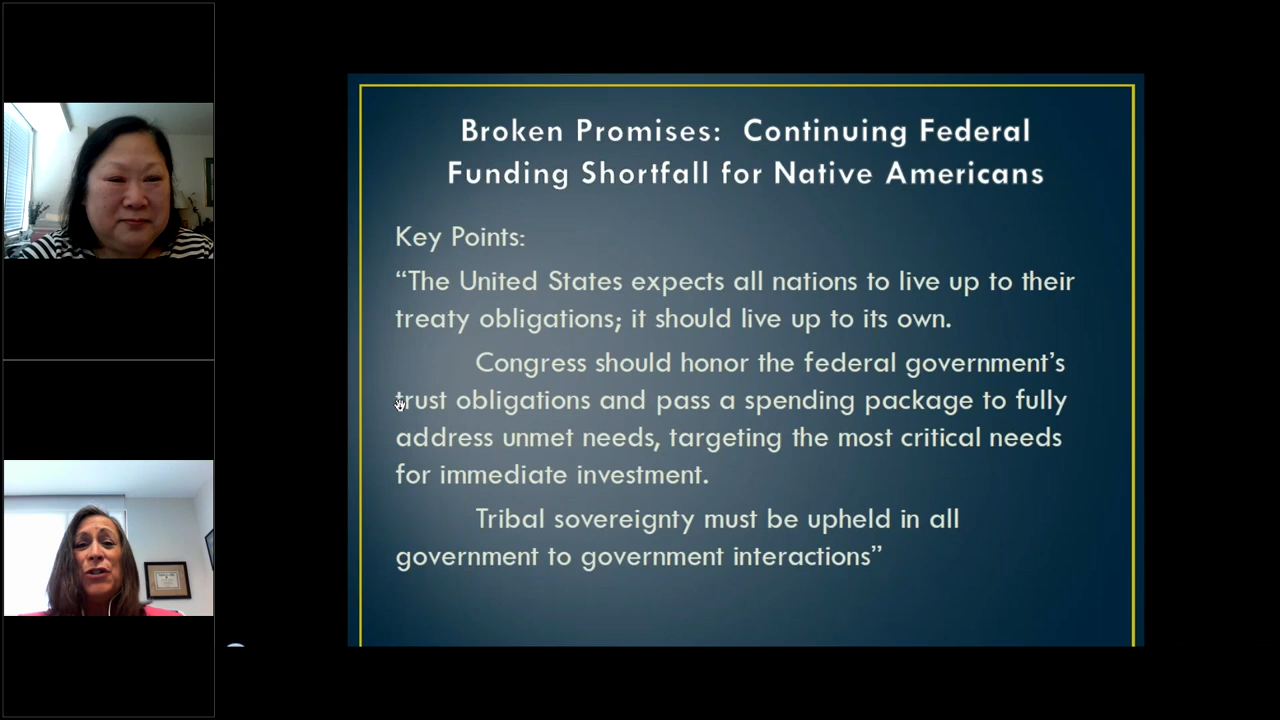 Broken Promises: Continuing Federal
Funding Shortfall for Native Americans
Key Points:
“The United States expects all nations to live up to their
treaty obligations; it should live up to its own.
Congress should honor the federal government’s
trust obligations and pass a spending package to fully
address unmet needs, targeting the most critical needs
for immediate investment.
Tribal sovereignty must be upheld in all
government to government interactions”